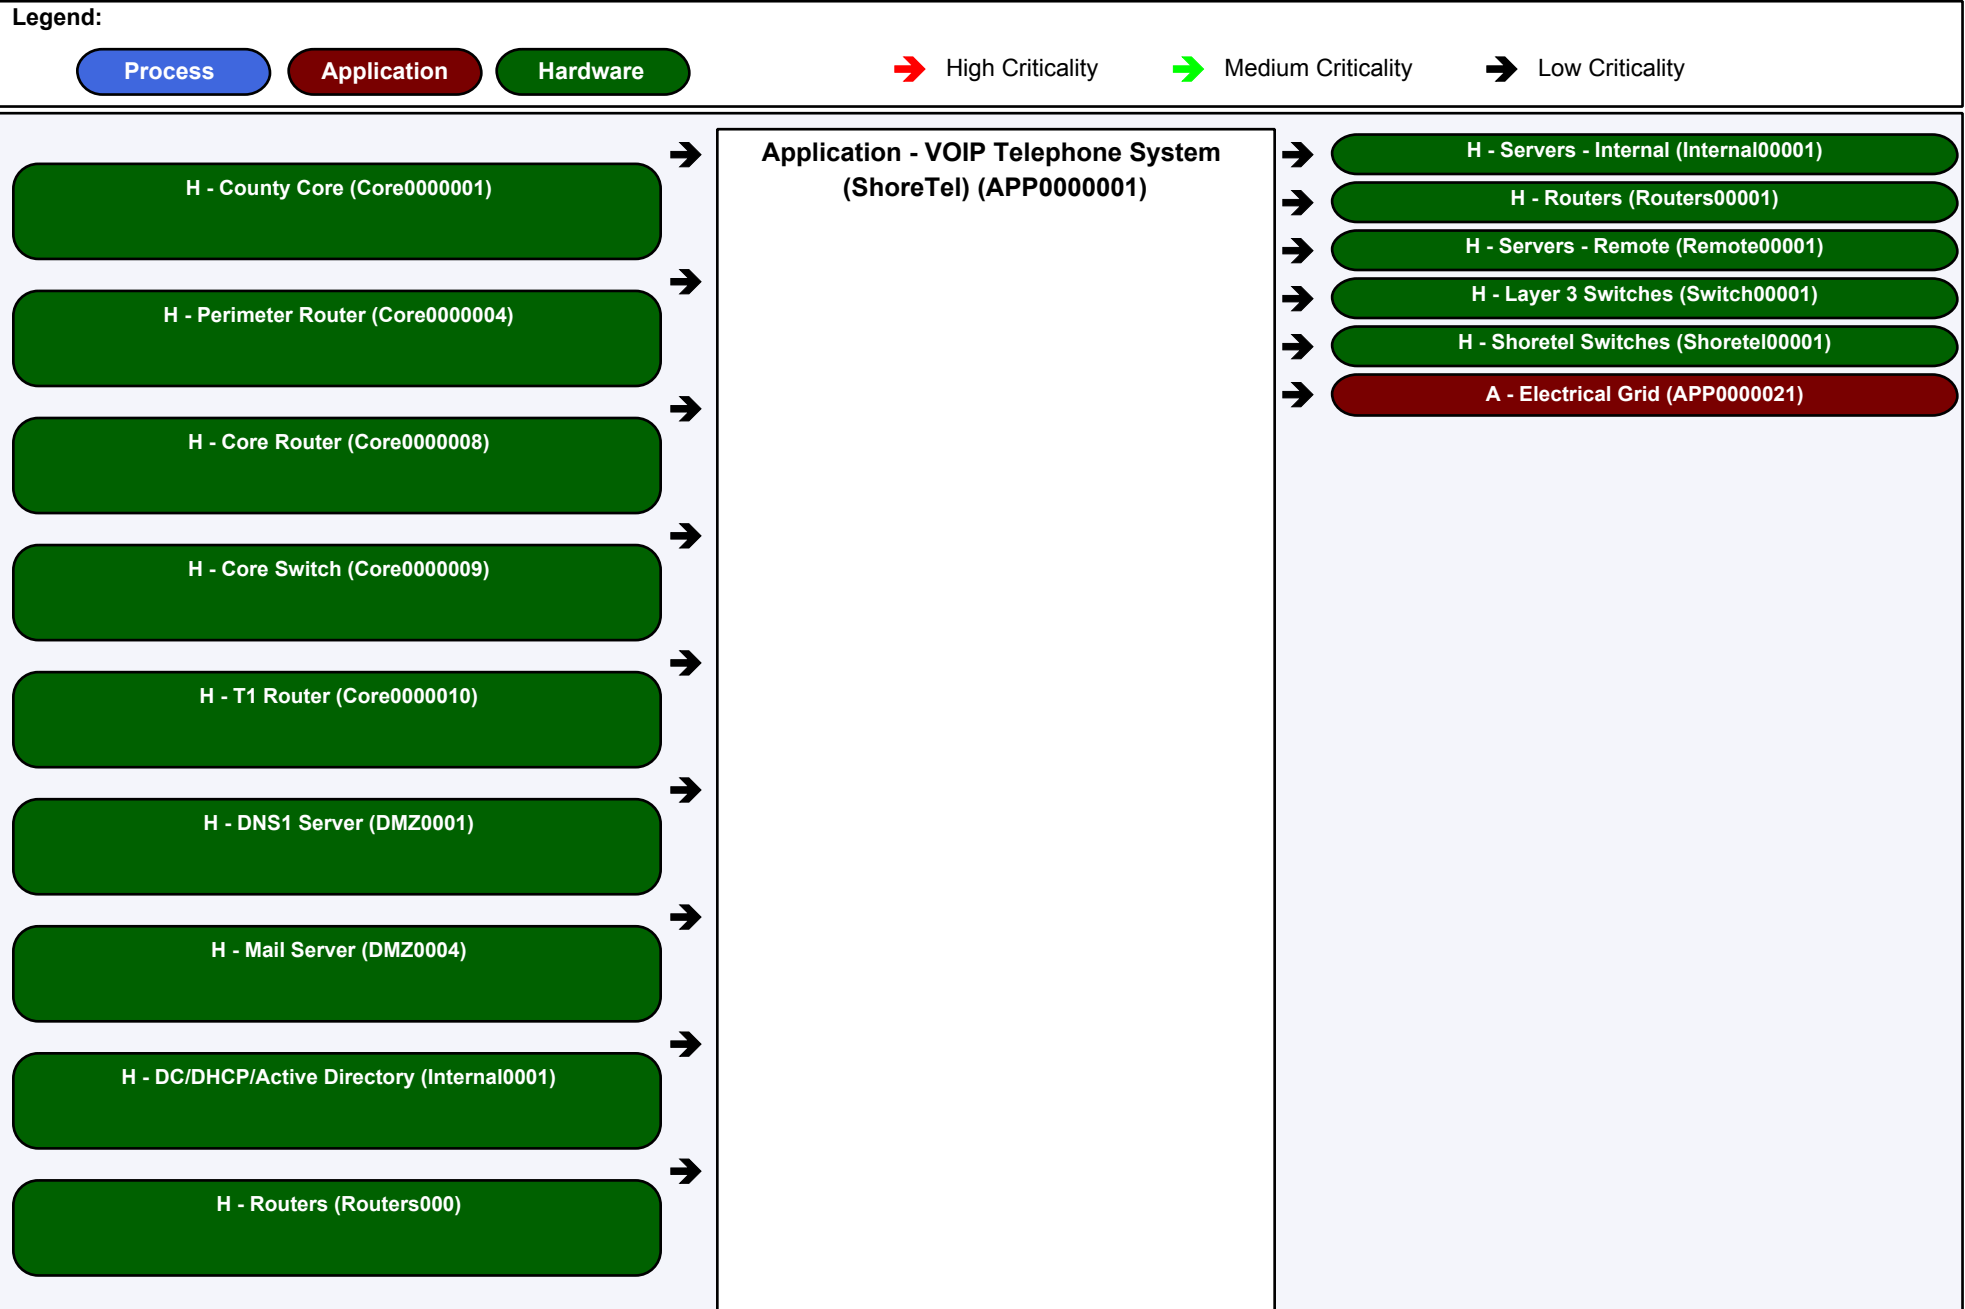 Legend:
Process
Application
Hardware
High Criticality
Medium Criticality
Low Criticality
H - County Core (Core0000001)
H - Perimeter Router (Core0000004)
H - Core Router (Core0000008)
H - Core Switch (Core0000009)
H - T1 Router (Core0000010)
H - DNS1 Server (DMZ0001)
H - Mail Server (DMZ0004)
H - DC/DHCP/Active Directory (Internal0001)
H - Routers (Routers000)
Application - VOIP Telephone System
(ShoreTel) (APP0000001)
H - Servers - Internal (Internal00001)
H - Routers (Routers00001)
H - Servers - Remote (Remote00001)
H - Layer 3 Switches (Switch00001)
H - Shoretel Switches (Shoretel00001)
A - Electrical Grid (APP0000021)